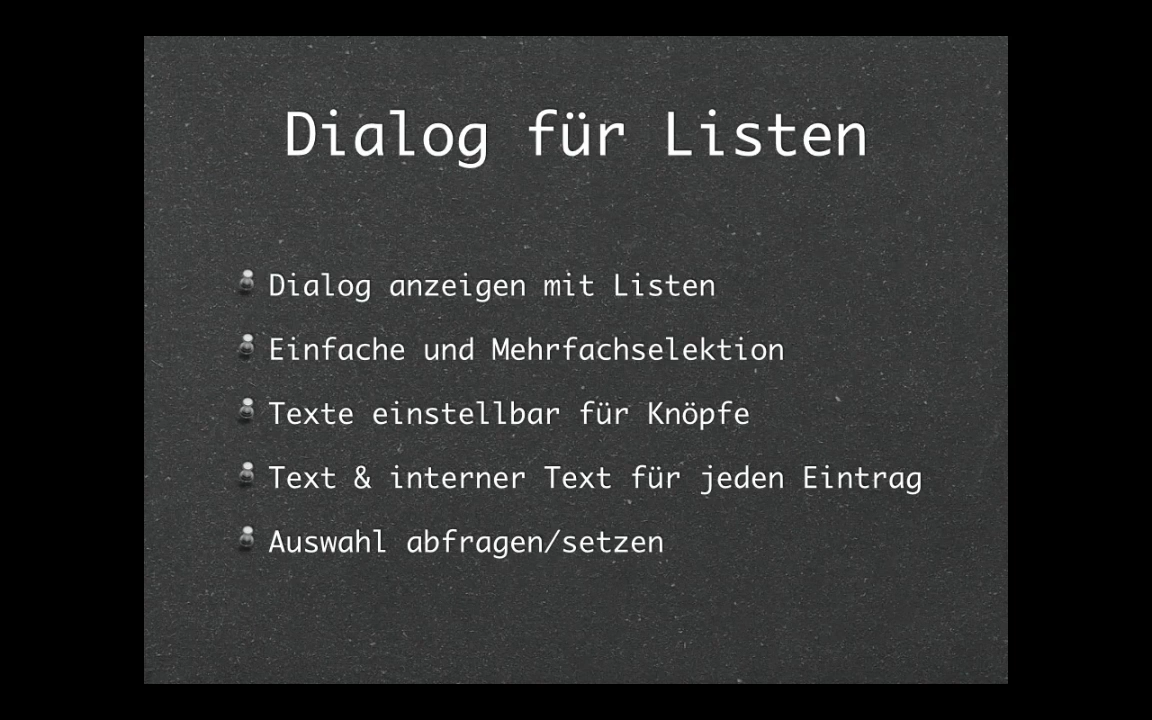 Dialog für Listen
Dialog anzeigen mit Listen
Einfache und Mehrfachselektion
Texte einstellbar für Knöpfe
Text & interner Text für jeden Eintrag
Auswahl abfragen/setzen